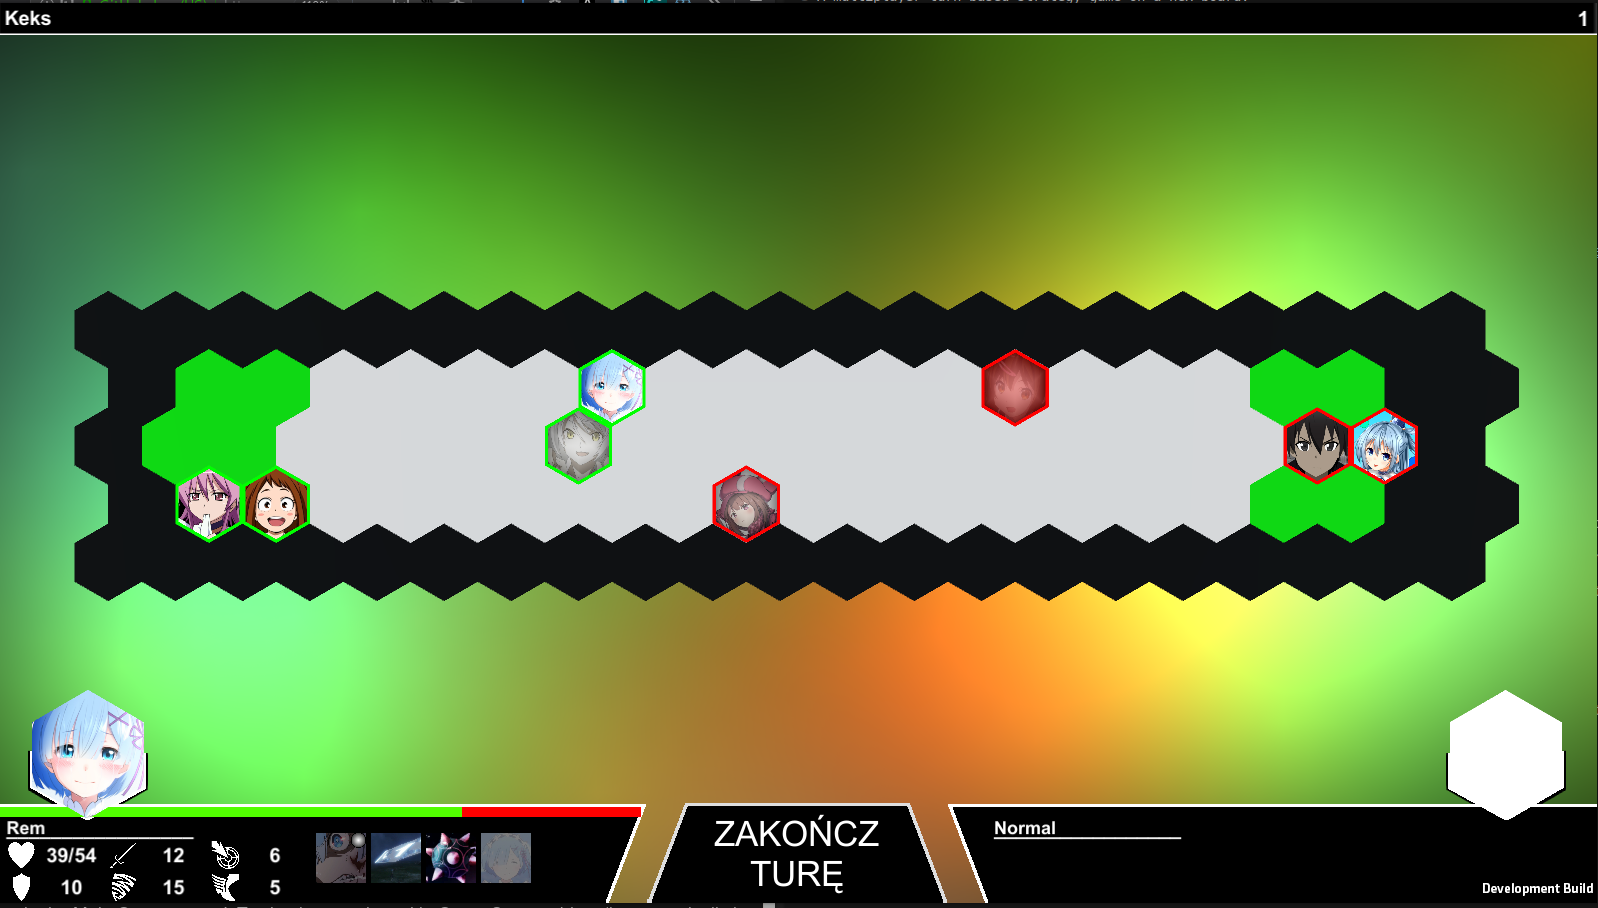 Keks
1
Rem
39/54 12 6
10 15 5
ZAKOŃCZ
TURĘ
Normal
Development Build